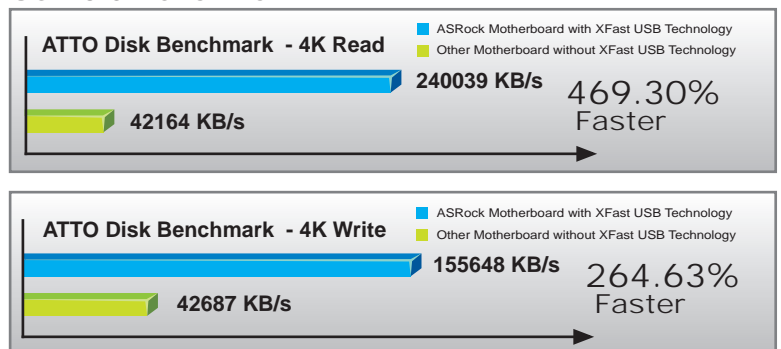 ATTO Disk Benchmark - 4K Read
ASRock Motherboard with XFast USB Technology
Other Motherboard without XFast USB Technology
240039 KB/s
42164 KB/s
469.30%
Faster
ATTO Disk Benchmark - 4K Write
ASRock Motherboard with XFast USB Technology
Other Motherboard without XFast USB Technology
155648 KB/s
42687 KB/s
264.63%
Faster